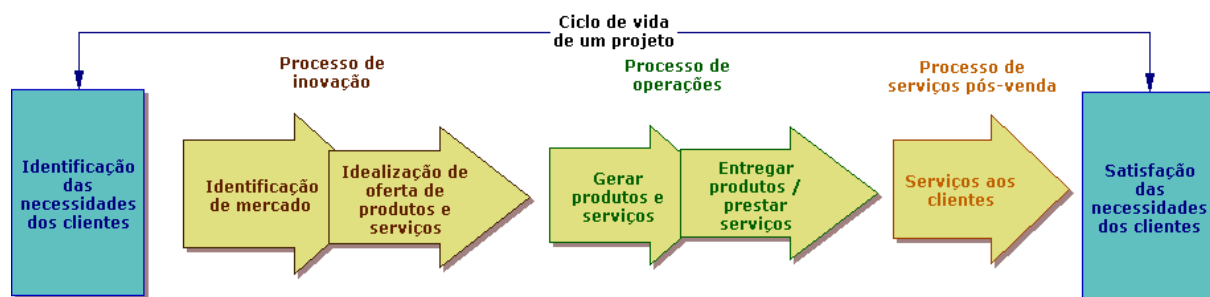 Ciclo de vida
de um projeto
Processo de
inovação
Processo de
operações
Processo de
serviços pós-venda
Identificação
das
necessidades
dos clientes
Identificação
de mercado
Idealização de
oferta de
produtos e
serviços
Gerar
produtos e
serviços
Entregar
produtos /
prestar
serviços
Serviços aos
clientes
Satisfação
das
necessidades
dos clientes